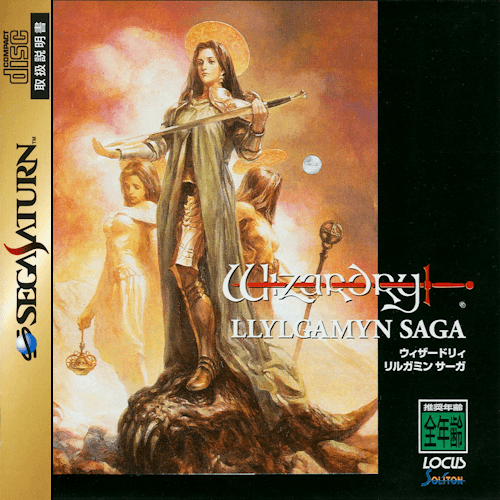 COMPACT
disc
取扱説明書
SEGA SATURN™
Wizardry®
LLYLGAMYN SAGA
ウィザードリィ
リルガミン サーガ
推奨年齢
全年齢
LOCUS
SOLITON